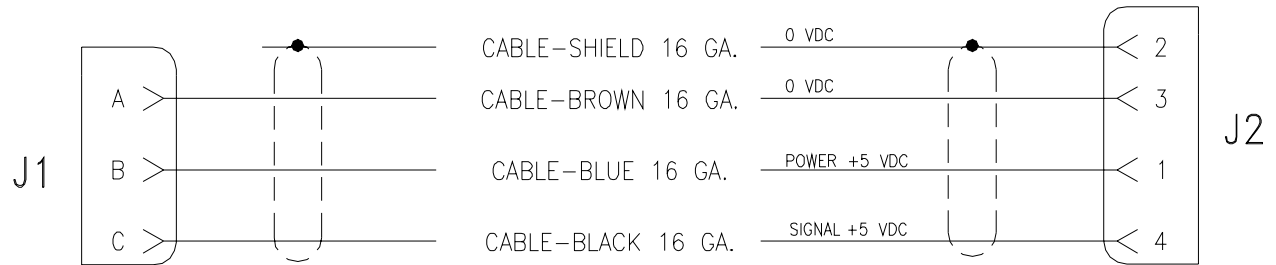 CABLE-SHIELD 16 GA. 0 VDC 2
A CABLE-BROWN 16 GA. 0 VDC 3
J1 J2
B CABLE-BLUE 16 GA. POWER +5 VDC 1
C CABLE-BLACK 16 GA. SIGNAL +5 VDC 4